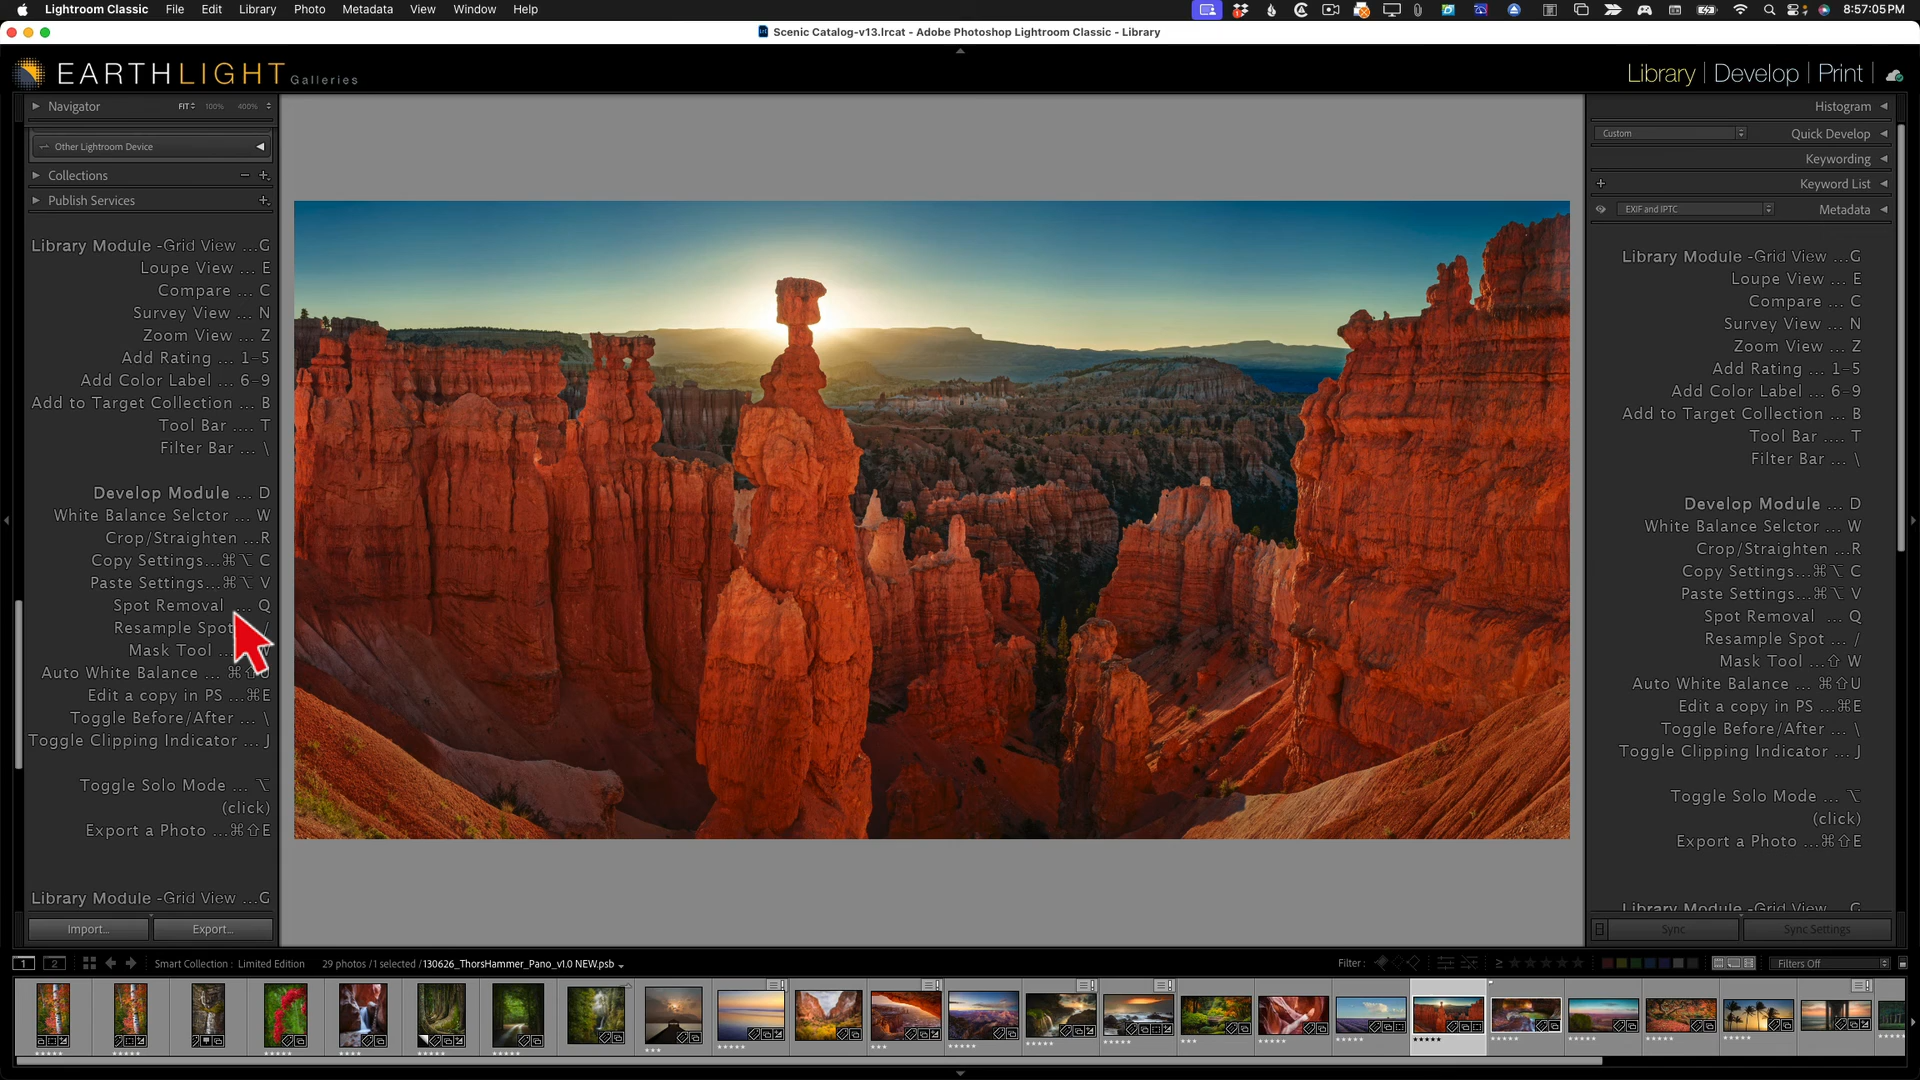 Lightroom Classic File Edit Library Photo Metadata View Window Help 8:57:05 PM
Scenic Catalog-v13.lrcat - Adobe Photoshop Lightroom Classic - Library
EARTHLIGHT Galleries
Library | Develop | Print
Navigator FIT 100% 400%
Other Lightroom Device
Collections
Publish Services
Library Module -Grid View ...G
Loupe View ... E
Compare ... C
Survey View ... N
Zoom View ... Z
Add Rating ... 1-5
Add Color Label ... 6-9
Add to Target Collection ... B
Tool Bar .... T
Filter Bar ... \
Develop Module ... D
White Balance Selctor ... W
Crop/Straighten ...R
Copy Settings...⌘⌥ C
Paste Settings...⌘⌥ V
Spot Removal ... Q
Resample Spot /
Mask Tool ...
Auto White Balance ... ⌘⇧U
Edit a copy in PS ...⌘E
Toggle Before/After ... \
Toggle Clipping Indicator ... J
Toggle Solo Mode ... ⌥
(click)
Export a Photo ...⌘⇧E
Library Module -Grid View ...G
Import... Export...
Histogram
Custom Quick Develop
Keywording
Keyword List
EXIF and IPTC Metadata
Library Module -Grid View ...G
Loupe View ... E
Compare ... C
Survey View ... N
Zoom View ... Z
Add Rating ... 1-5
Add Color Label ... 6-9
Add to Target Collection ... B
Tool Bar .... T
Filter Bar ... \
Develop Module ... D
White Balance Selctor ... W
Crop/Straighten ...R
Copy Settings...⌘⌥ C
Paste Settings...⌘⌥ V
Spot Removal ... Q
Resample Spot ... /
Mask Tool ...⇧ W
Auto White Balance ... ⌘⇧U
Edit a copy in PS ...⌘E
Toggle Before/After ... \
Toggle Clipping Indicator ... J
Toggle Solo Mode ... ⌥
(click)
Export a Photo ...⌘⇧E
Library Module -Grid View ...G
Sync Sync Settings
1 2 Smart Collection : Limited Edition 29 photos / 1 selected / 130626_ThorsHammer_Pano_v1.0 NEW.psb Filter : Filters Off